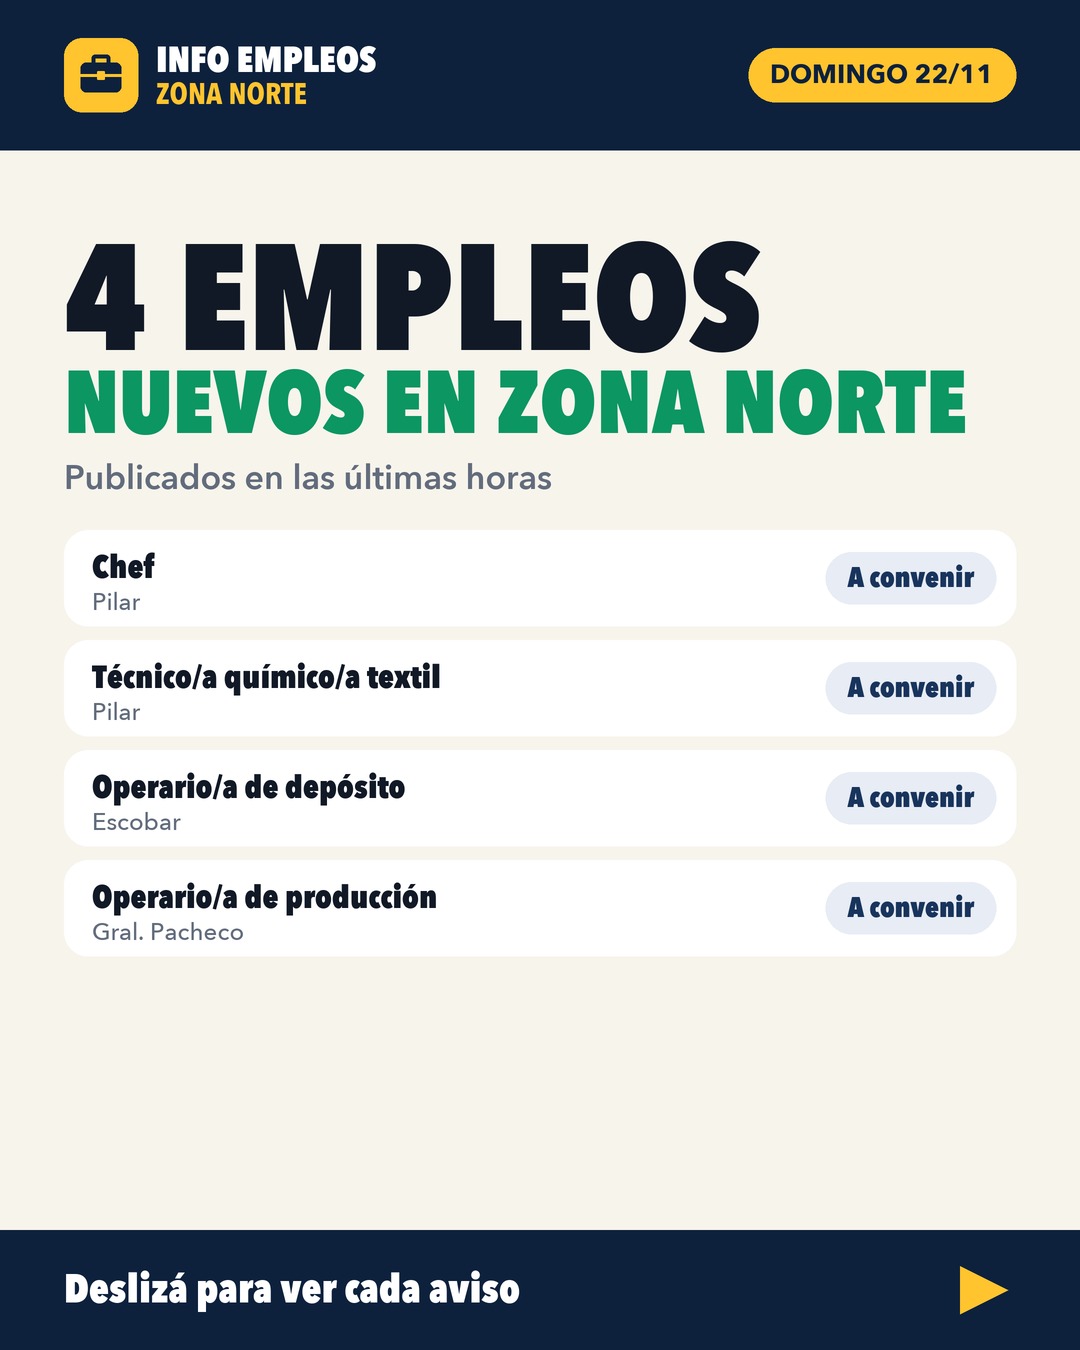 INFO EMPLEOS
ZONA NORTE
DOMINGO 22/11
4 EMPLEOS
NUEVOS EN ZONA NORTE
Publicados en las últimas horas
Chef
Pilar
A convenir
Técnico/a químico/a textil
Pilar
A convenir
Operario/a de depósito
Escobar
A convenir
Operario/a de producción
Gral. Pacheco
A convenir
Deslizá para ver cada aviso